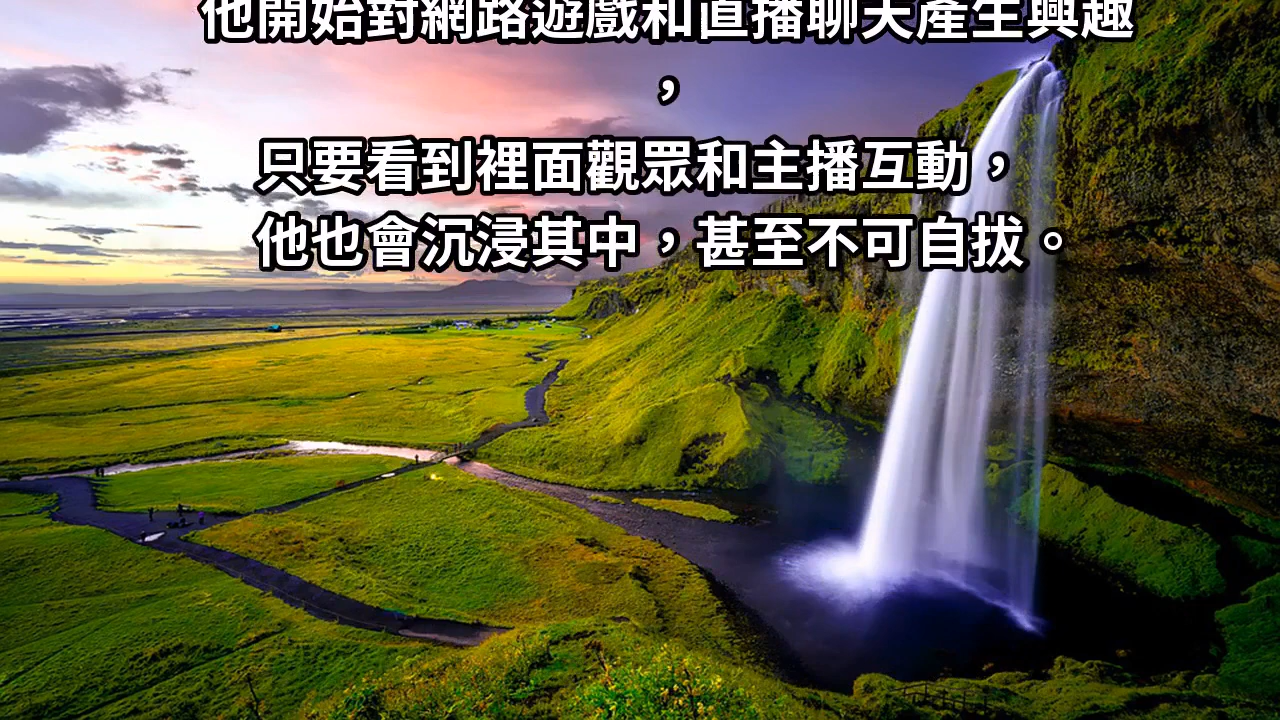 他開始對網路遊戲和直播聊天產生興趣
，
只要看到裡面觀眾和主播互動，
他也會沉浸其中，甚至不可自拔。